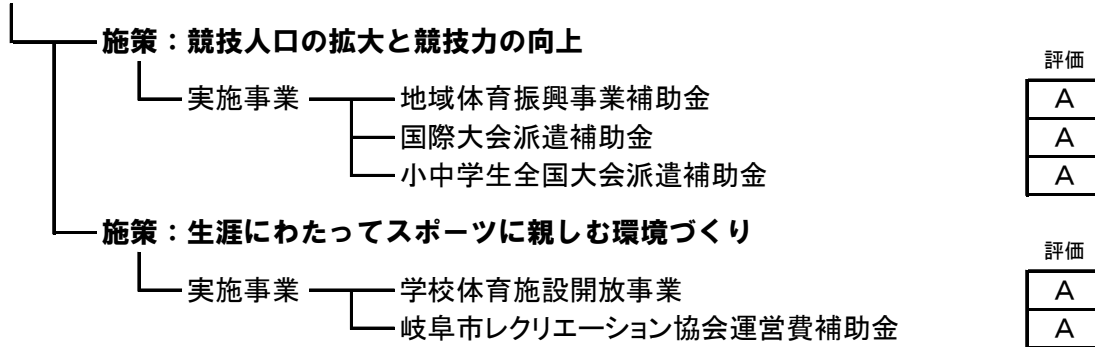 施策：競技人口の拡大と競技力の向上
評価
実施事業 地域体育振興事業補助金 A
国際大会派遣補助金 A
小中学生全国大会派遣補助金 A
施策：生涯にわたってスポーツに親しむ環境づくり
評価
実施事業 学校体育施設開放事業 A
岐阜市レクリエーション協会運営費補助金 A